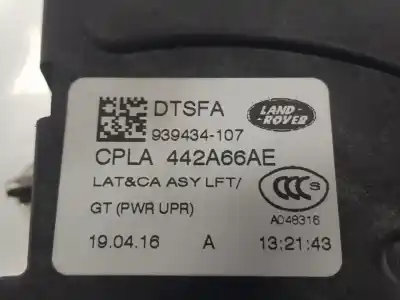 DTSFA
LAND
ROVER
939434-107
CPLA 442A66AE
LAT&CA ASY LFT/
CCC S
GT (PWR UPR)
A048316
19.04.16 A 13:21:43